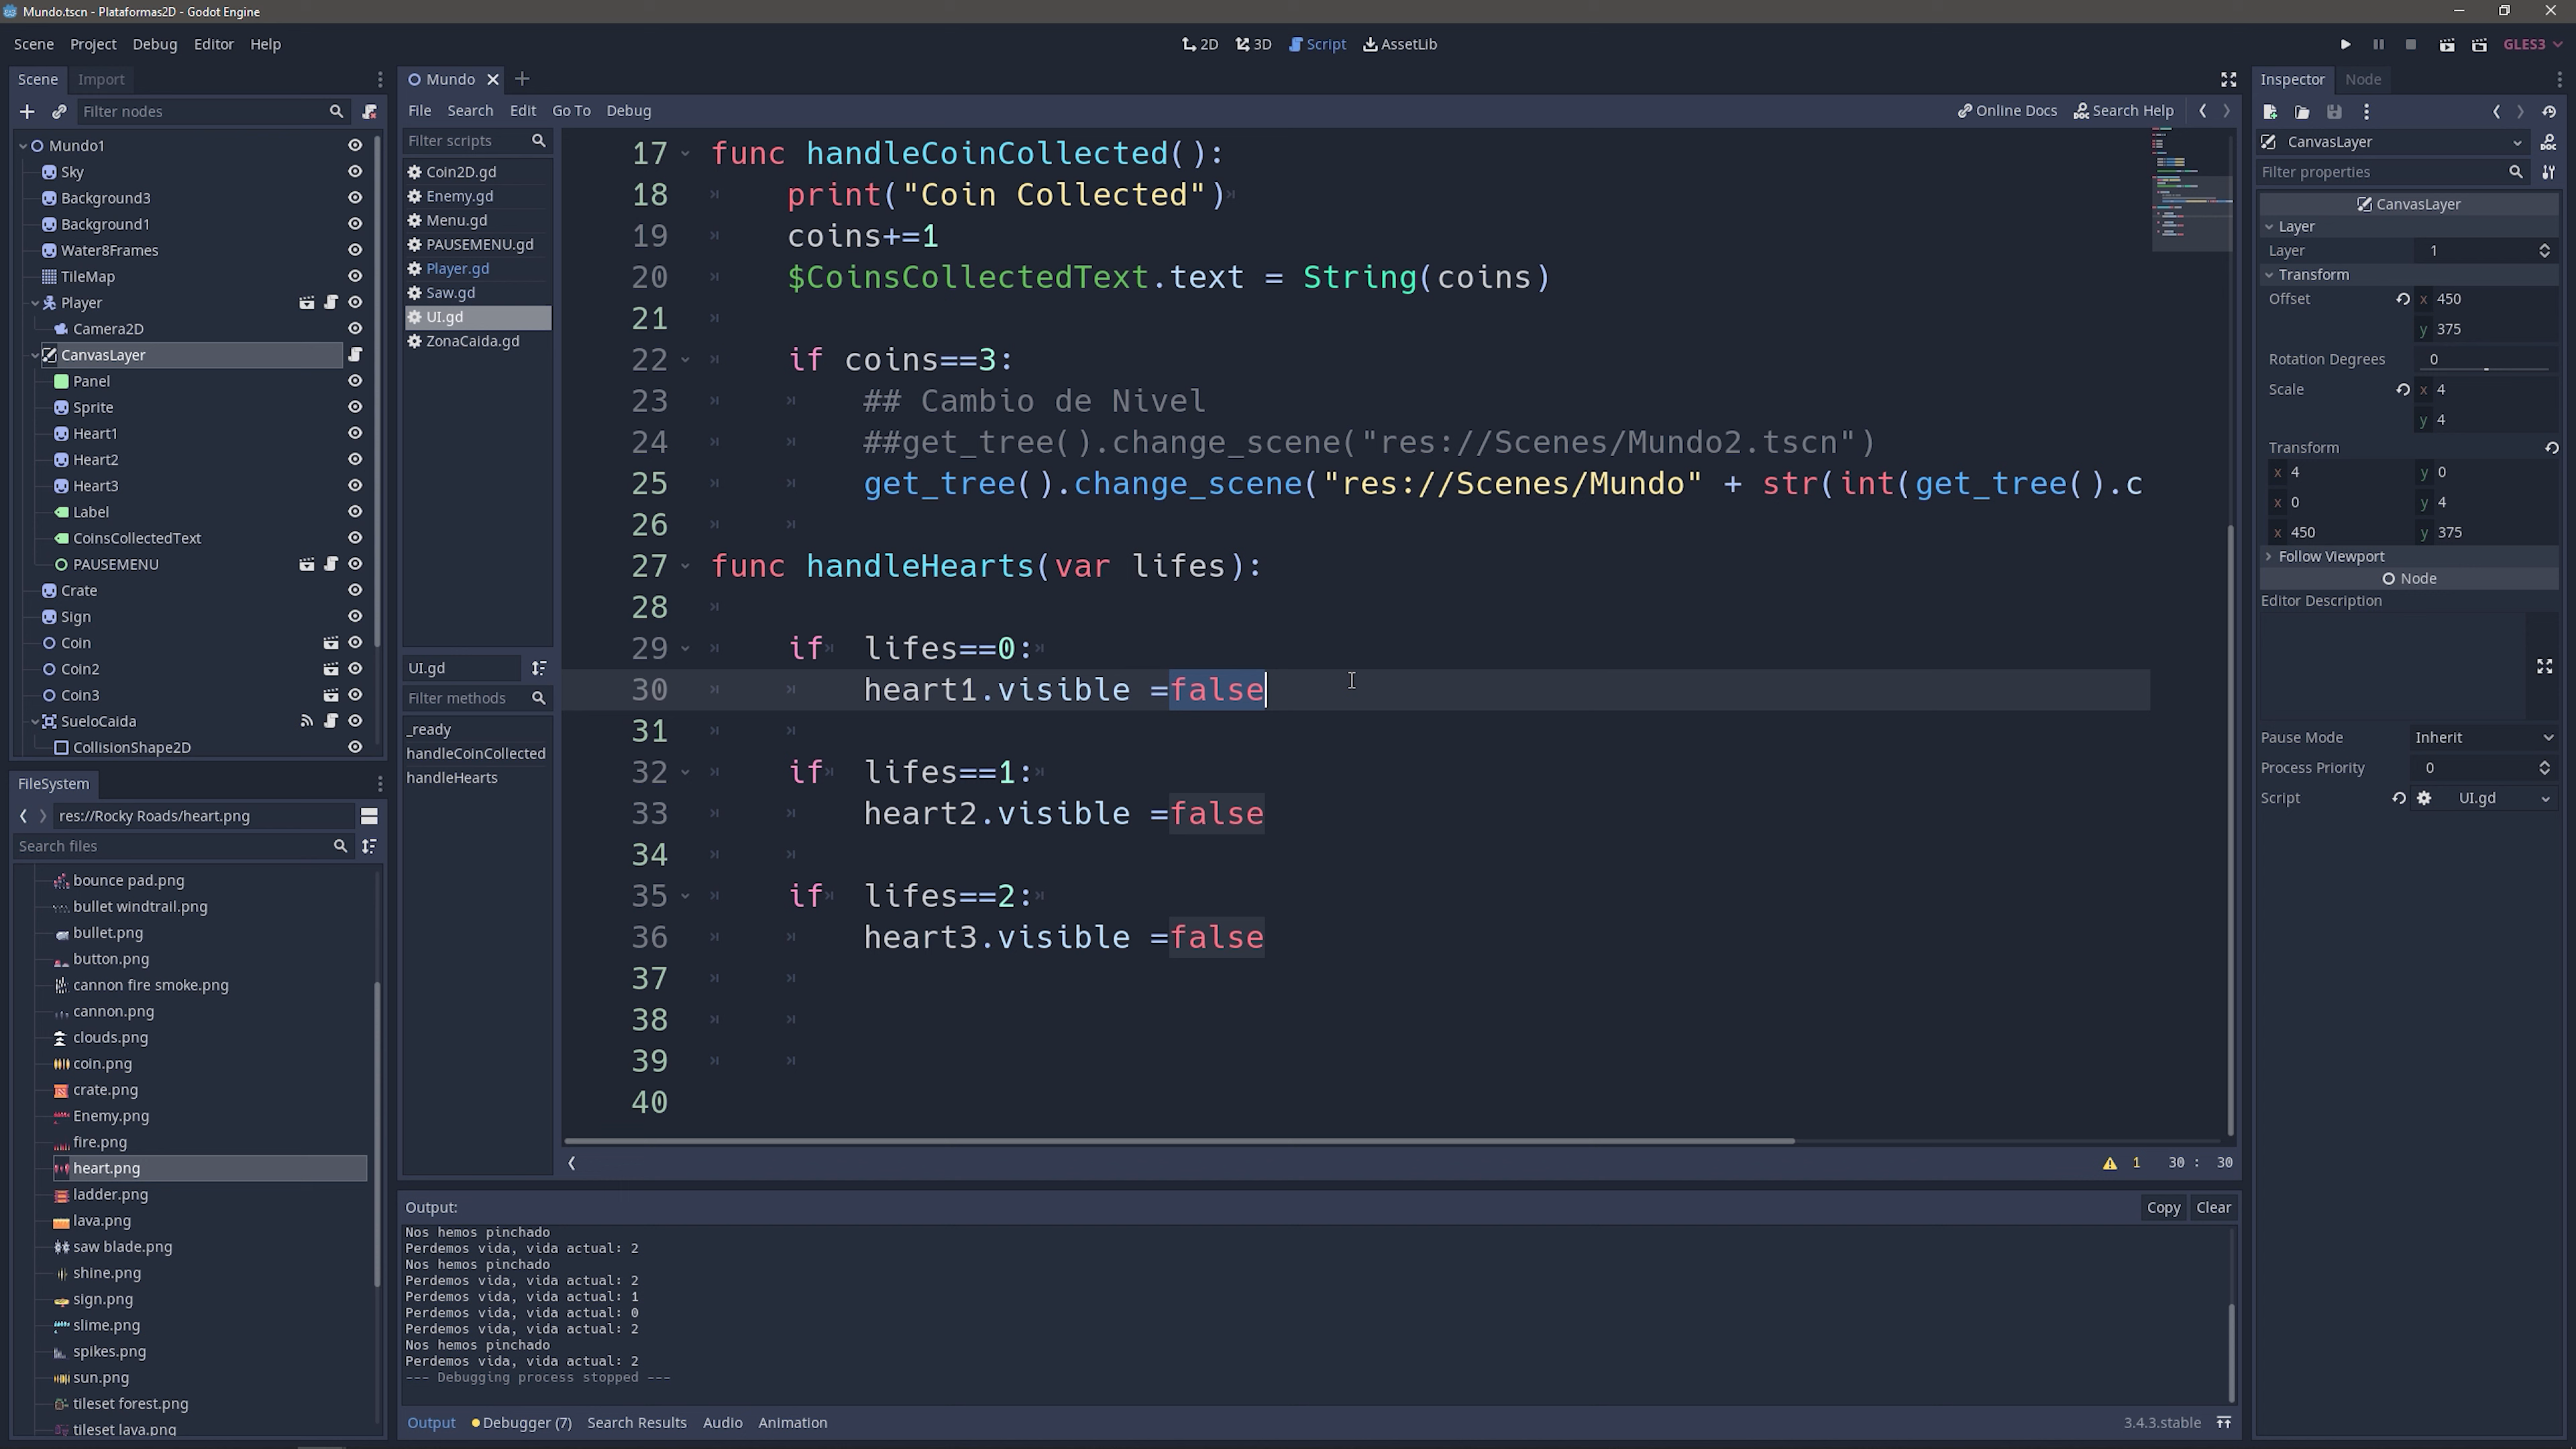 Mundo.tscn - Plataformas2D - Godot Engine
Scene Project Debug Editor Help
2D 3D Script AssetLib
GLES3
Scene Import
Filter nodes
Mundo1
Sky
Background3
Background1
Water8Frames
TileMap
Player
Camera2D
CanvasLayer
Panel
Sprite
Heart1
Heart2
Heart3
Label
CoinsCollectedText
PAUSEMENU
Crate
Sign
Coin
Coin2
Coin3
SueloCaida
CollisionShape2D
FileSystem
res://Rocky Roads/heart.png
Search files
bounce pad.png
bullet windtrail.png
bullet.png
button.png
cannon fire smoke.png
cannon.png
clouds.png
coin.png
crate.png
Enemy.png
fire.png
heart.png
ladder.png
lava.png
saw blade.png
shine.png
sign.png
slime.png
spikes.png
sun.png
tileset forest.png
tileset lava.png
Mundo
File Search Edit Go To Debug
Online Docs Search Help
Filter scripts
Coin2D.gd
Enemy.gd
Menu.gd
PAUSEMENU.gd
Player.gd
Saw.gd
UI.gd
ZonaCaida.gd
UI.gd
Filter methods
_ready
handleCoinCollected
handleHearts
17 func handleCoinCollected():
18 print("Coin Collected")
19 coins+=1
20 $CoinsCollectedText.text = String(coins)
21
22 if coins==3:
23 ## Cambio de Nivel
24 ##get_tree().change_scene("res://Scenes/Mundo2.tscn")
25 get_tree().change_scene("res://Scenes/Mundo" + str(int(get_tree().c
26
27 func handleHearts(var lifes):
28
29 if lifes==0:
30 heart1.visible =false
31
32 if lifes==1:
33 heart2.visible =false
34
35 if lifes==2:
36 heart3.visible =false
37
38
39
40
1 30 : 30
Output:
Copy Clear
Nos hemos pinchado
Perdemos vida, vida actual: 2
Nos hemos pinchado
Perdemos vida, vida actual: 2
Perdemos vida, vida actual: 1
Perdemos vida, vida actual: 0
Perdemos vida, vida actual: 2
Nos hemos pinchado
Perdemos vida, vida actual: 2
--- Debugging process stopped ---
Output Debugger (7) Search Results Audio Animation
3.4.3.stable
Inspector Node
CanvasLayer
Filter properties
CanvasLayer
Layer
Layer 1
Transform
Offset x 450
y 375
Rotation Degrees 0
Scale x 4
y 4
Transform
x 4 y 0
x 0 y 4
x 450 y 375
Follow Viewport
Node
Editor Description
Pause Mode Inherit
Process Priority 0
Script UI.gd